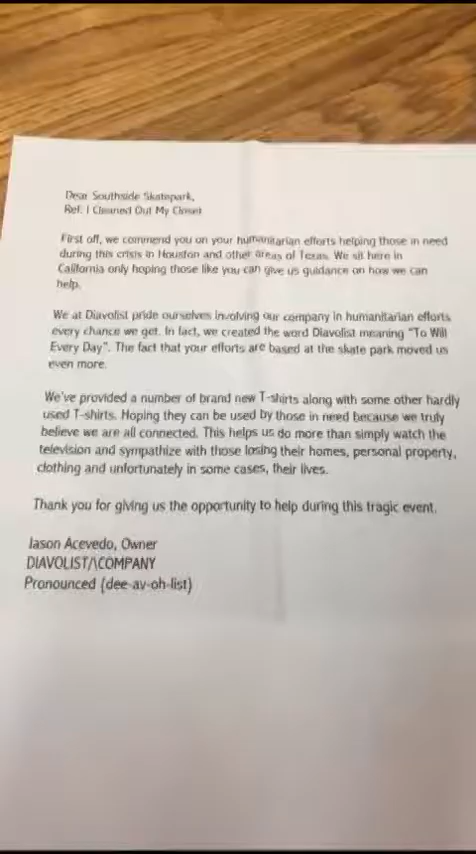 Dear Southside Skatepark,
Ref: I Cleaned Out My Closet
First off, we commend you on your humanitarian efforts helping those in need
during this crisis in Houston and other areas of Texas. We sit here in
California only hoping those like you can give us guidance on how we can
help.
We at Diavolist pride ourselves involving our company in humanitarian efforts
every chance we get. In fact, we created the word Diavolist meaning "To Will
Every Day". The fact that your efforts are based at the skate park moved us
even more.
We've provided a number of brand new T-shirts along with some other hardly
used T-shirts. Hoping they can be used by those in need because we truly
believe we are all connected. This helps us do more than simply watch the
television and sympathize with those losing their homes, personal property,
clothing and unfortunately in some cases, their lives.
Thank you for giving us the opportunity to help during this tragic event.
Iason Acevedo, Owner
DIAVOLIST/\COMPANY
Pronounced (dee-av-oh-list)